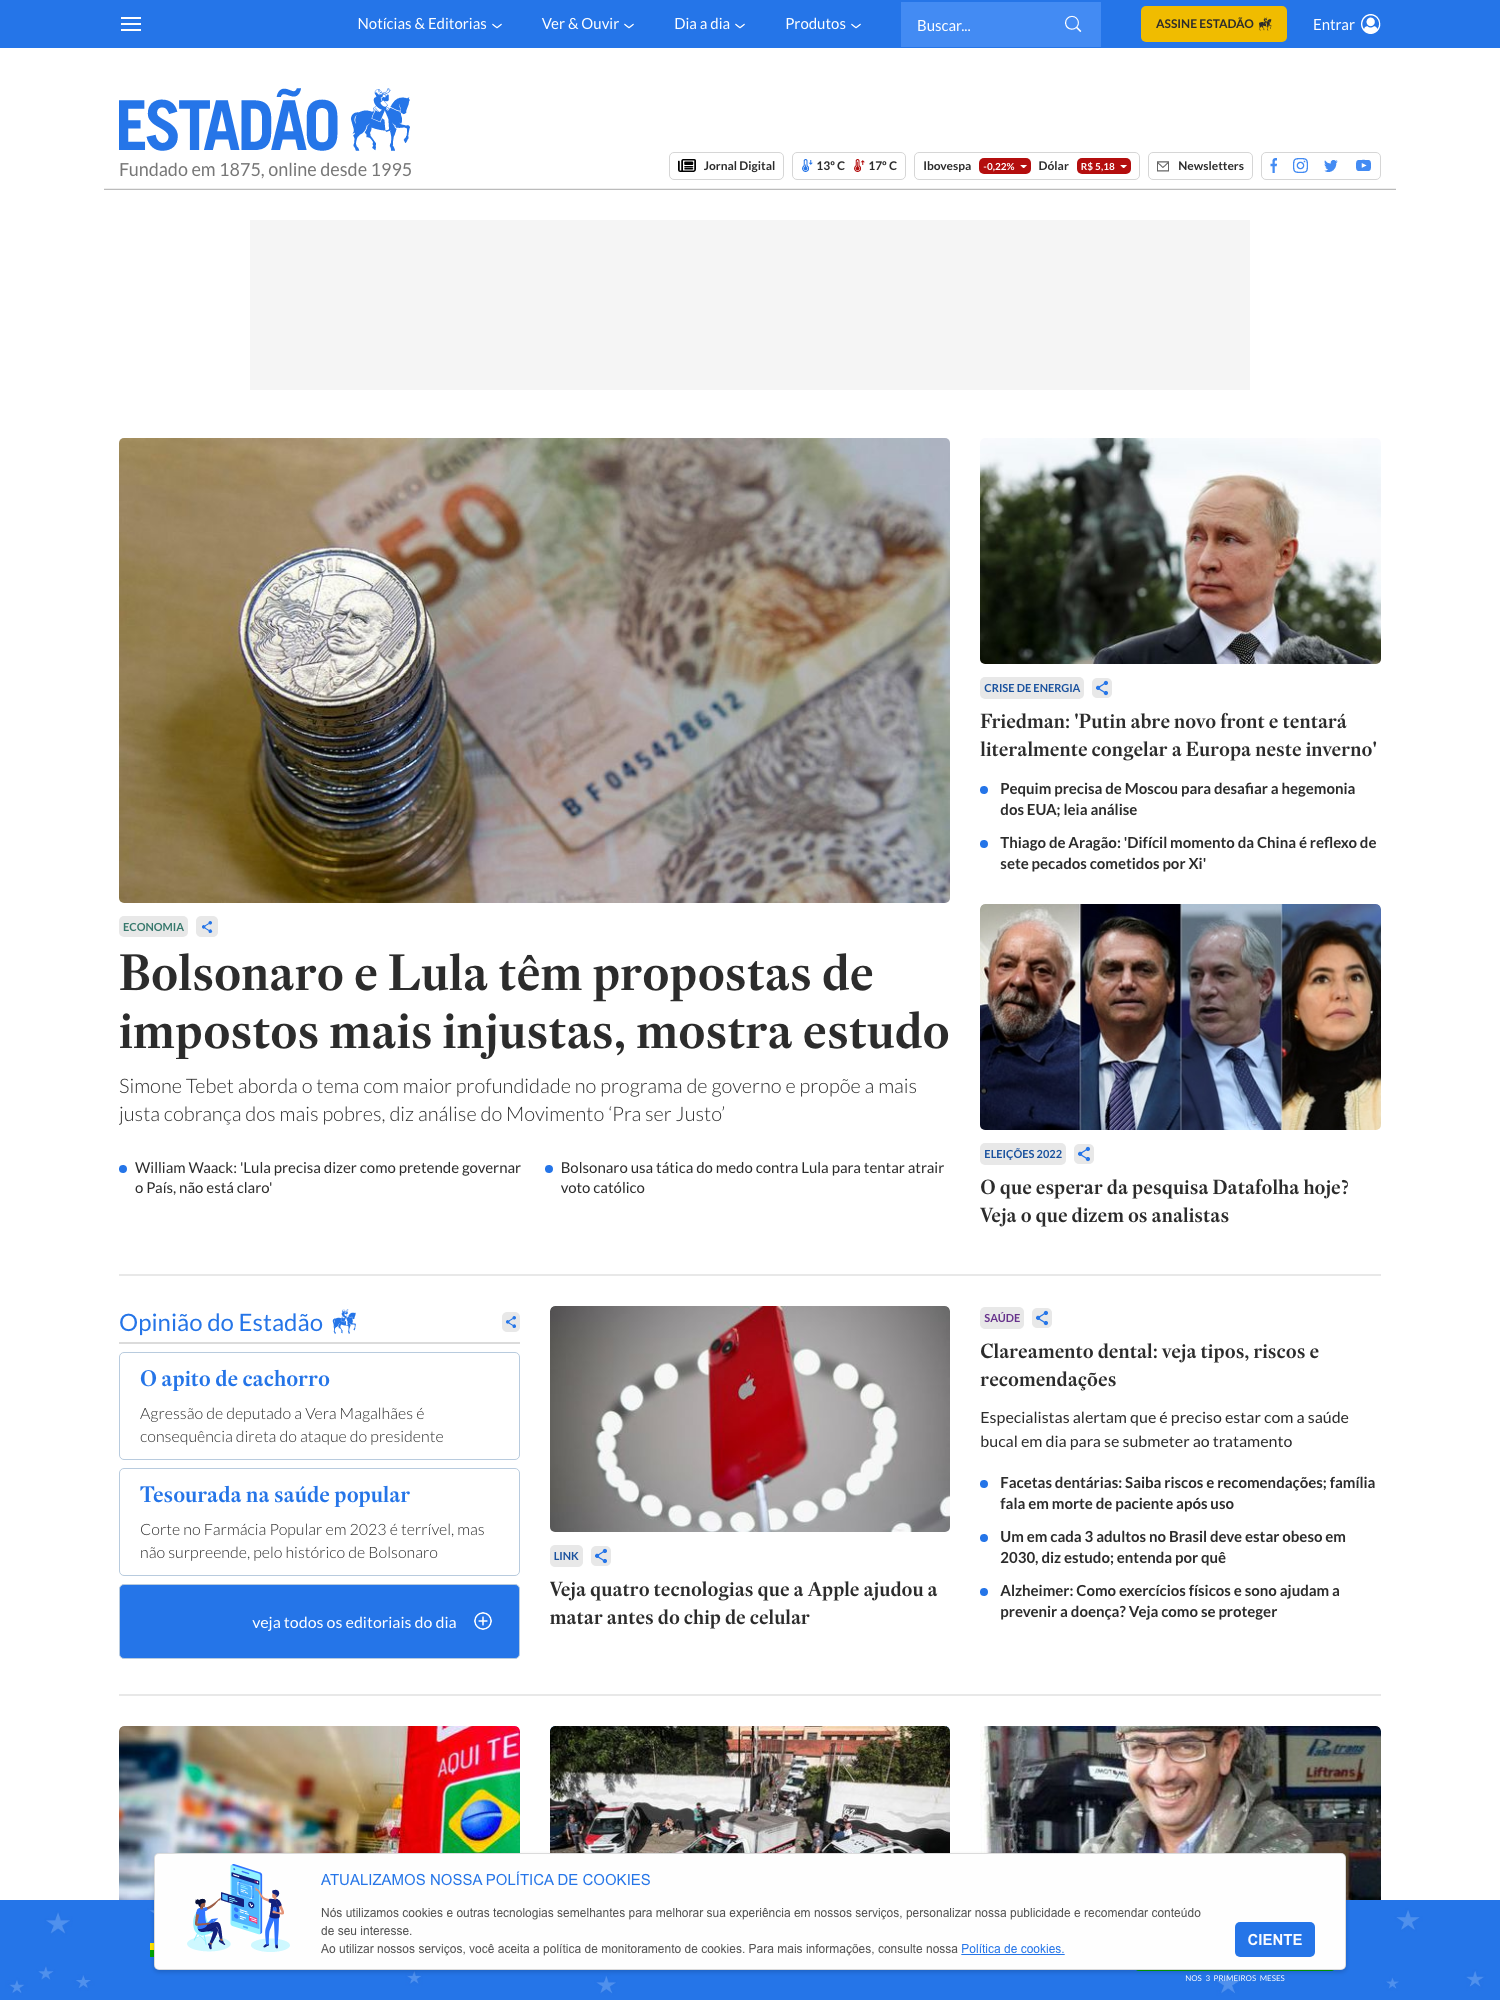 Notícias & Editorias
Ver & Ouvir
Dia a dia
Produtos
Buscar...
ASSINE ESTADÃO
Entrar
ESTADÃO
Fundado em 1875, online desde 1995
Jornal Digital
13º C 17º C
Ibovespa -0,22% Dólar R$ 5,18
Newsletters
BANCO CENTR
50
BRASIL
BF045428612
ECONOMIA
Bolsonaro e Lula têm propostas de
impostos mais injustas, mostra estudo
Simone Tebet aborda o tema com maior profundidade no programa de governo e propõe a mais
justa cobrança dos mais pobres, diz análise do Movimento ‘Pra ser Justo’
William Waack: 'Lula precisa dizer como pretende governar
o País, não está claro'
Bolsonaro usa tática do medo contra Lula para tentar atrair
voto católico
CRISE DE ENERGIA
Friedman: 'Putin abre novo front e tentará
literalmente congelar a Europa neste inverno'
Pequim precisa de Moscou para desafiar a hegemonia
dos EUA; leia análise
Thiago de Aragão: 'Difícil momento da China é reflexo de
sete pecados cometidos por Xi'
ELEIÇÕES 2022
O que esperar da pesquisa Datafolha hoje?
Veja o que dizem os analistas
Opinião do Estadão
O apito de cachorro
Agressão de deputado a Vera Magalhães é
consequência direta do ataque do presidente
Tesourada na saúde popular
Corte no Farmácia Popular em 2023 é terrível, mas
não surpreende, pelo histórico de Bolsonaro
veja todos os editoriais do dia
LINK
Veja quatro tecnologias que a Apple ajudou a
matar antes do chip de celular
SAÚDE
Clareamento dental: veja tipos, riscos e
recomendações
Especialistas alertam que é preciso estar com a saúde
bucal em dia para se submeter ao tratamento
Facetas dentárias: Saiba riscos e recomendações; família
fala em morte de paciente após uso
Um em cada 3 adultos no Brasil deve estar obeso em
2030, diz estudo; entenda por quê
Alzheimer: Como exercícios físicos e sono ajudam a
prevenir a doença? Veja como se proteger
AQUI TE
Paletrans
Liftrans
ATUALIZAMOS NOSSA POLÍTICA DE COOKIES
Nós utilizamos cookies e outras tecnologias semelhantes para melhorar sua experiência em nossos serviços, personalizar nossa publicidade e recomendar conteúdo
de seu interesse.
Ao utilizar nossos serviços, você aceita a política de monitoramento de cookies. Para mais informações, consulte nossa Política de cookies.
CIENTE
NOS 3 PRIMEIROS MESES